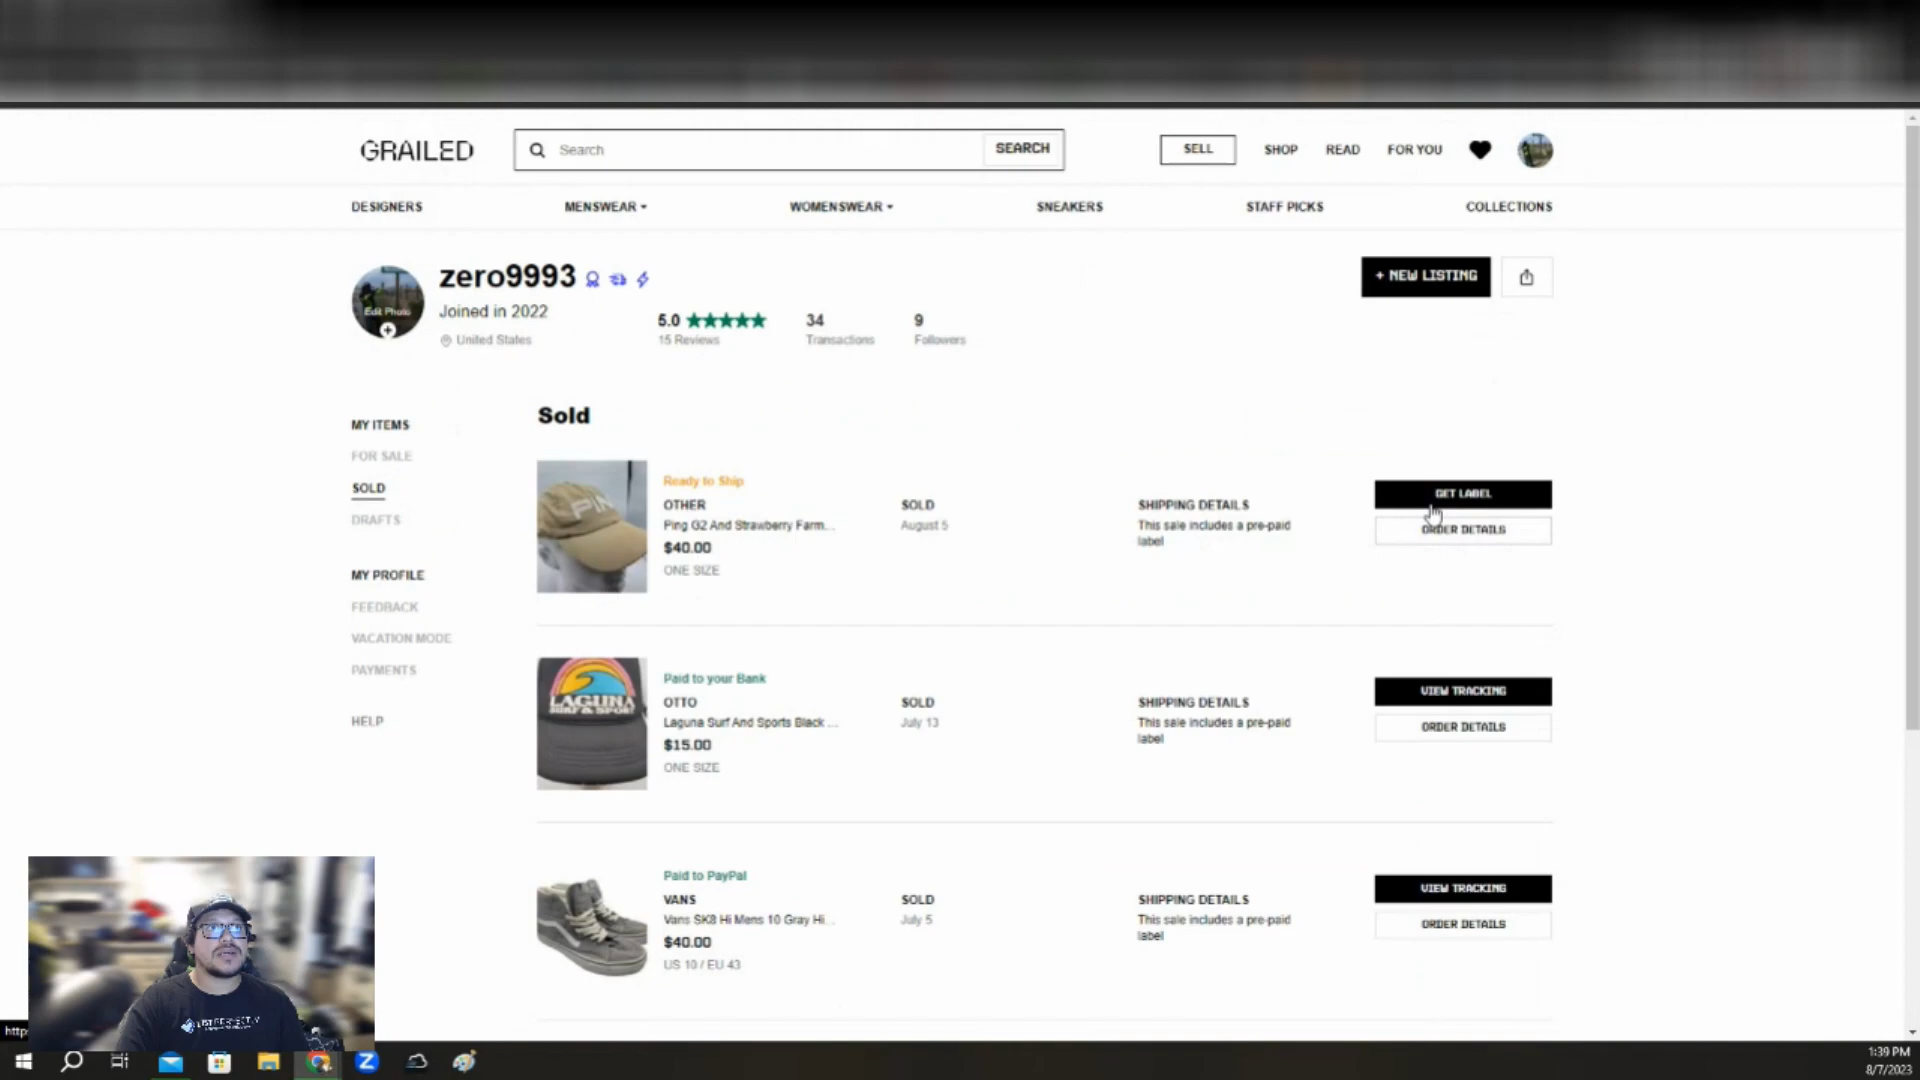 GRAILED
Search
SEARCH
SELL
SHOP
READ
FOR YOU
DESIGNERS
MENSWEAR
WOMENSWEAR
SNEAKERS
STAFF PICKS
COLLECTIONS
zero9993
Joined in 2022
United States
Edit Photo
5.0
15 Reviews
34
Transactions
9
Followers
+ NEW LISTING
MY ITEMS
FOR SALE
SOLD
DRAFTS
MY PROFILE
FEEDBACK
VACATION MODE
PAYMENTS
HELP
Sold
Ready to Ship
OTHER
Ping G2 And Strawberry Farm...
$40.00
ONE SIZE
SOLD
August 5
SHIPPING DETAILS
This sale includes a pre-paid
label
GET LABEL
ORDER DETAILS
Paid to your Bank
OTTO
Laguna Surf And Sports Black ...
$15.00
ONE SIZE
SOLD
July 13
SHIPPING DETAILS
This sale includes a pre-paid
label
VIEW TRACKING
ORDER DETAILS
LAGUNA
SURF & SPORT
Paid to PayPal
VANS
Vans SK8 Hi Mens 10 Gray Hi...
$40.00
US 10 / EU 43
SOLD
July 5
SHIPPING DETAILS
This sale includes a pre-paid
label
VIEW TRACKING
ORDER DETAILS
LIST PERFECTLY
http
1:39 PM
8/7/2023